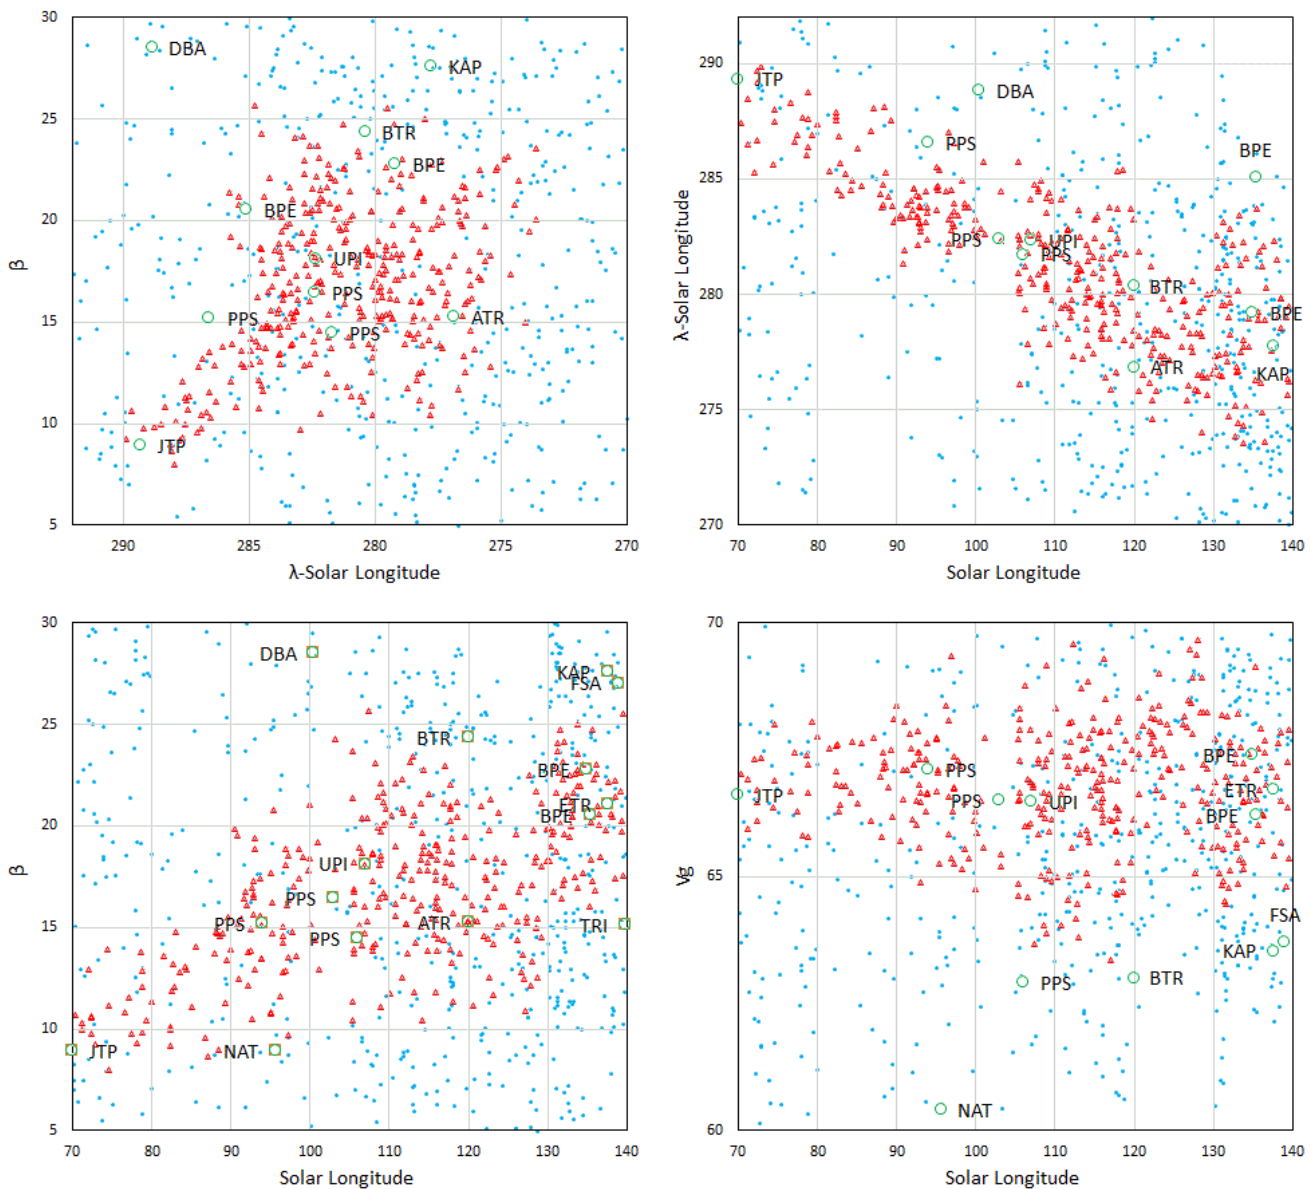 30
25
20
15
10
5
β
DBA
KAP
BTR
BPE
BPE
UPI
PPS
PPS
ATR
PPS
JTP
290
285
280
275
270
λ-Solar Longitude
290
285
280
275
270
λ-Solar Longitude
JTP
DBA
PPS
BPE
PPS
UPI
PPS
BTR
BPE
ATR
KAP
70
80
90
100
110
120
130
140
Solar Longitude
30
25
20
15
10
5
β
DBA
KAP
FSA
BTR
BPE
ETR
BPE
UPI
PPS
PPS
ATR
TRI
PPS
JTP
NAT
70
80
90
100
110
120
130
140
Solar Longitude
70
65
60
Vg
BPE
PPS
ETR
JTP
PPS
UPI
BPE
FSA
KAP
PPS
BTR
NAT
70
80
90
100
110
120
130
140
Solar Longitude